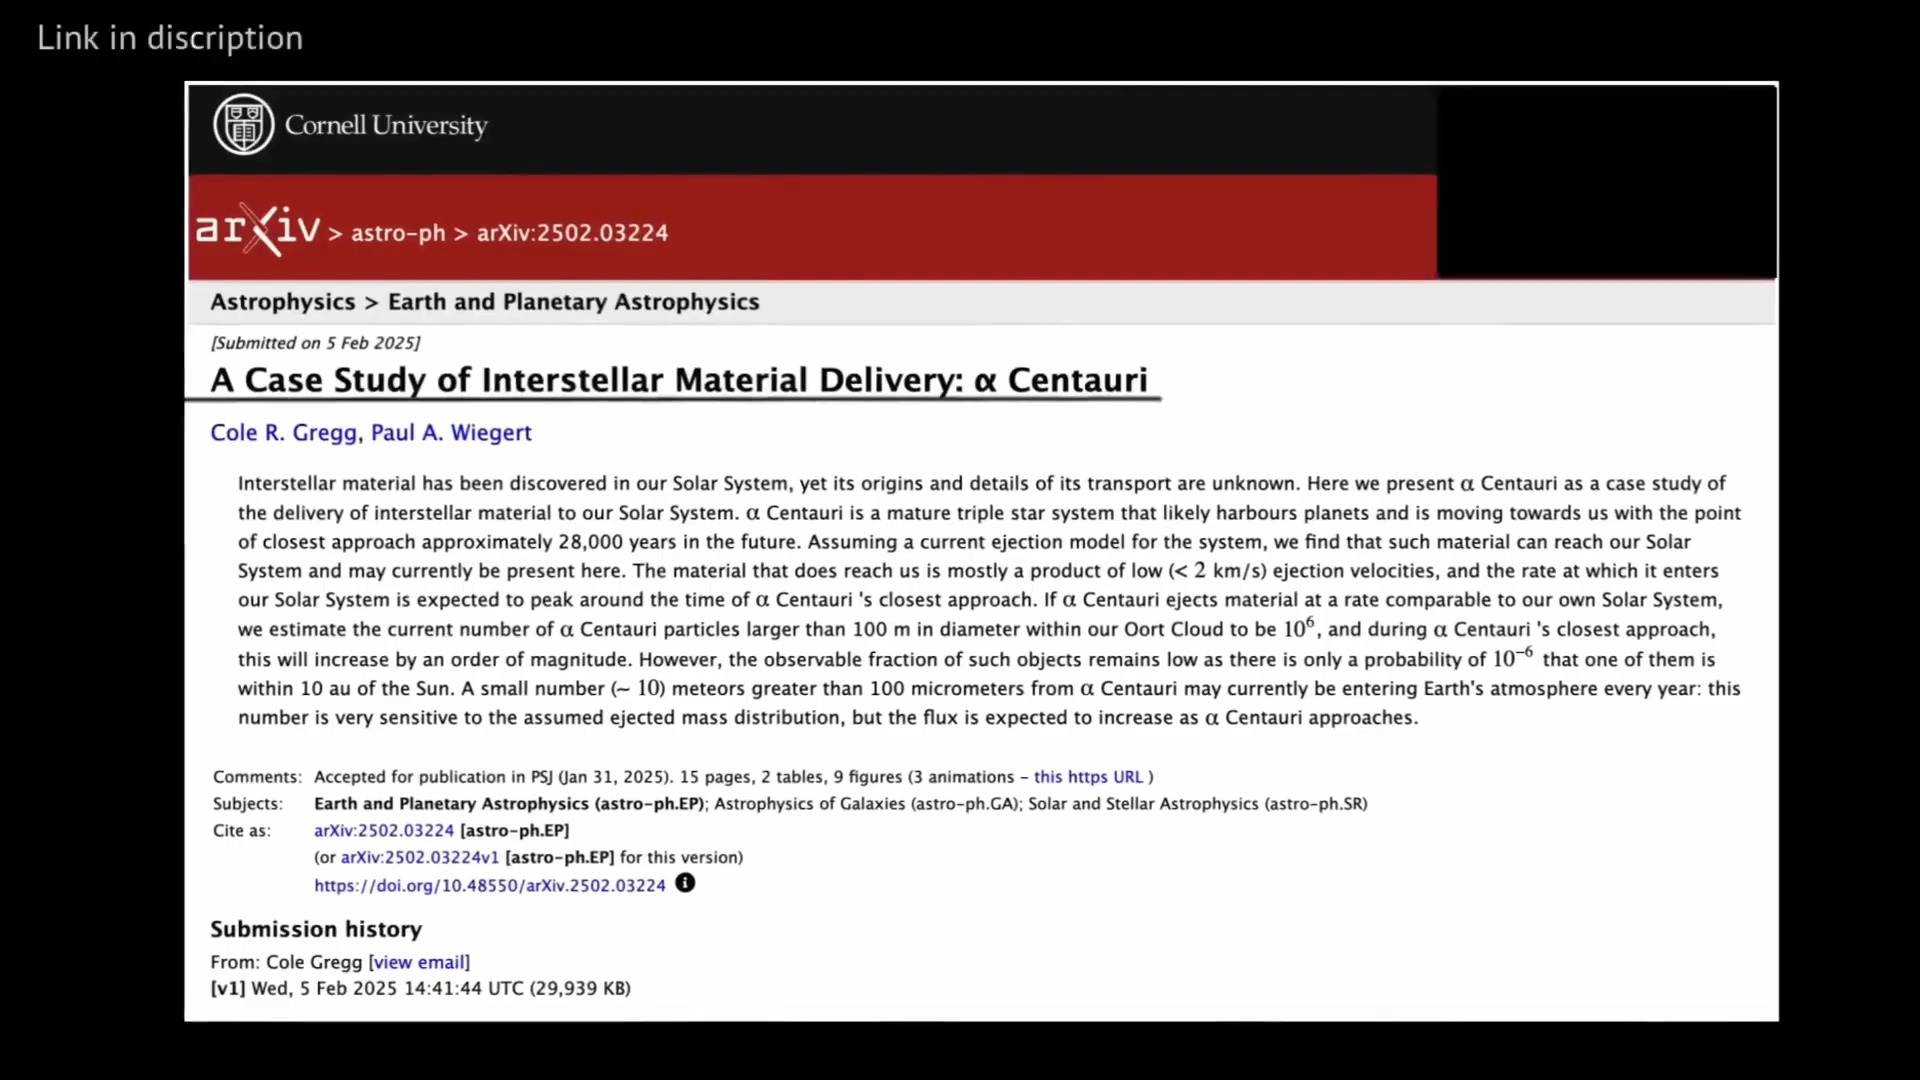 Link in discription
Cornell University
arXiv > astro-ph > arXiv:2502.03224
Astrophysics > Earth and Planetary Astrophysics
[Submitted on 5 Feb 2025]
A Case Study of Interstellar Material Delivery: α Centauri
Cole R. Gregg, Paul A. Wiegert
Interstellar material has been discovered in our Solar System, yet its origins and details of its transport are unknown. Here we present α Centauri as a case study of
the delivery of interstellar material to our Solar System. α Centauri is a mature triple star system that likely harbours planets and is moving towards us with the point
of closest approach approximately 28,000 years in the future. Assuming a current ejection model for the system, we find that such material can reach our Solar
System and may currently be present here. The material that does reach us is mostly a product of low (< 2 km/s) ejection velocities, and the rate at which it enters
our Solar System is expected to peak around the time of α Centauri 's closest approach. If α Centauri ejects material at a rate comparable to our own Solar System,
we estimate the current number of α Centauri particles larger than 100 m in diameter within our Oort Cloud to be 10⁶, and during α Centauri 's closest approach,
this will increase by an order of magnitude. However, the observable fraction of such objects remains low as there is only a probability of 10⁻⁶ that one of them is
within 10 au of the Sun. A small number (~ 10) meteors greater than 100 micrometers from α Centauri may currently be entering Earth's atmosphere every year: this
number is very sensitive to the assumed ejected mass distribution, but the flux is expected to increase as α Centauri approaches.
Comments: Accepted for publication in PSJ (Jan 31, 2025). 15 pages, 2 tables, 9 figures (3 animations – this https URL )
Subjects: Earth and Planetary Astrophysics (astro-ph.EP); Astrophysics of Galaxies (astro-ph.GA); Solar and Stellar Astrophysics (astro-ph.SR)
Cite as: arXiv:2502.03224 [astro-ph.EP]
(or arXiv:2502.03224v1 [astro-ph.EP] for this version)
https://doi.org/10.48550/arXiv.2502.03224
Submission history
From: Cole Gregg [view email]
[v1] Wed, 5 Feb 2025 14:41:44 UTC (29,939 KB)